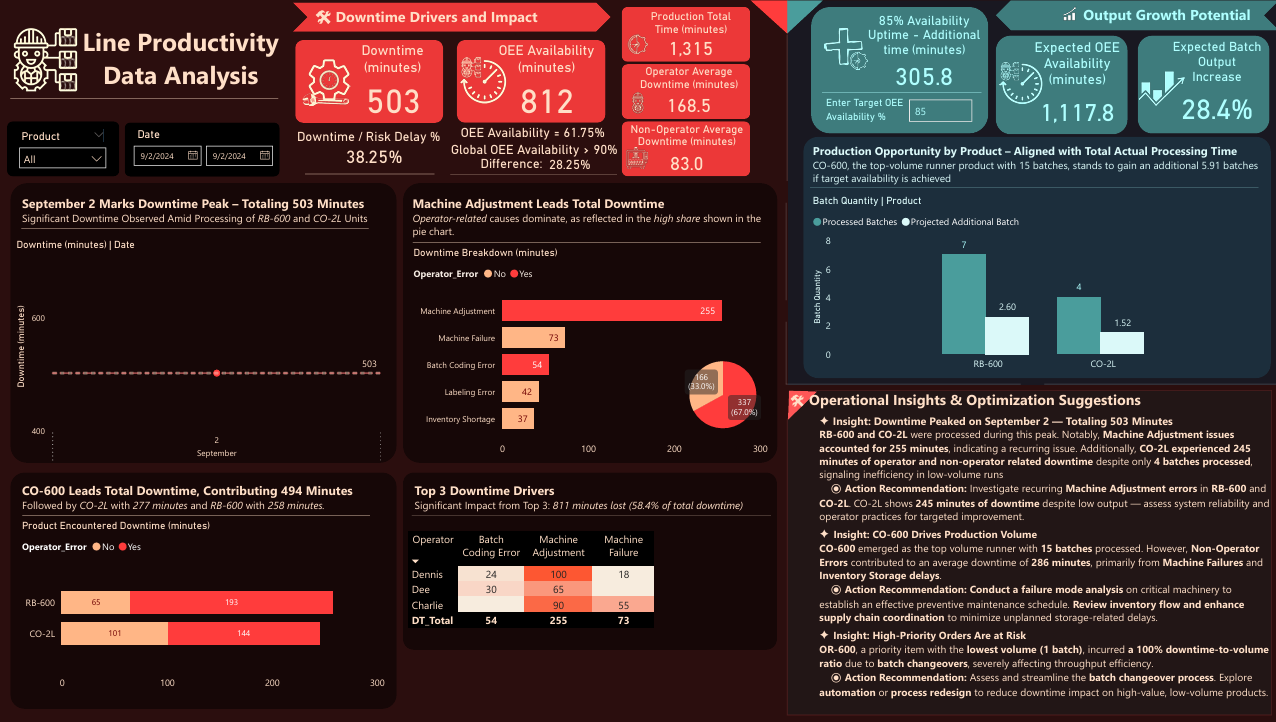 Line Productivity
Data Analysis
Product
All
Date
9/2/2024
9/2/2024
Downtime Drivers and Impact
Downtime
(minutes)
503
Downtime / Risk Delay %
38.25%
OEE Availability
(minutes)
812
OEE Availability = 61.75%
Global OEE Availability > 90%
Difference: 28.25%
Production Total
Time (minutes)
1,315
Operator Average
Downtime (minutes)
168.5
Non-Operator Average
Downtime (minutes)
83.0
Output Growth Potential
85% Availability
Uptime - Additional
time (minutes)
305.8
Enter Target OEE
Availability %
85
Expected OEE
Availability
(minutes)
1,117.8
Expected Batch
Output
Increase
28.4%
September 2 Marks Downtime Peak – Totaling 503 Minutes
Significant Downtime Observed Amid Processing of RB-600 and CO-2L Units
Downtime (minutes) | Date
Downtime (minutes)
600
503
400
2
September
Machine Adjustment Leads Total Downtime
Operator-related causes dominate, as reflected in the high share shown in the
pie chart.
Downtime Breakdown (minutes)
Operator_Error No Yes
Machine Adjustment 255
Machine Failure 73
Batch Coding Error 54
Labeling Error 42
Inventory Shortage 37
0 100 200 300
166
(33.0%)
337
(67.0%)
Production Opportunity by Product – Aligned with Total Actual Processing Time
CO-600, the top-volume runner product with 15 batches, stands to gain an additional 5.91 batches
if target availability is achieved
Batch Quantity | Product
Processed Batches Projected Additional Batch
Batch Quantity
8
6
4
2
0
7
2.60
4
1.52
RB-600 CO-2L
CO-600 Leads Total Downtime, Contributing 494 Minutes
Followed by CO-2L with 277 minutes and RB-600 with 258 minutes.
Product Encountered Downtime (minutes)
Operator_Error No Yes
RB-600 65 193
CO-2L 101 144
0 100 200 300
Top 3 Downtime Drivers
Significant Impact from Top 3: 811 minutes lost (58.4% of total downtime)
Operator Batch Coding Error Machine Adjustment Machine Failure
Dennis 24 100 18
Dee 30 65
Charlie 90 55
DT_Total 54 255 73
Operational Insights & Optimization Suggestions
✦ Insight: Downtime Peaked on September 2 — Totaling 503 Minutes
RB-600 and CO-2L were processed during this peak. Notably, Machine Adjustment issues
accounted for 255 minutes, indicating a recurring issue. Additionally, CO-2L experienced 245
minutes of operator and non-operator related downtime despite only 4 batches processed,
signaling inefficiency in low-volume runs
◉ Action Recommendation: Investigate recurring Machine Adjustment errors in RB-600 and
CO-2L. CO-2L shows 245 minutes of downtime despite low output — assess system reliability and
operator practices for targeted improvement.
✦ Insight: CO-600 Drives Production Volume
CO-600 emerged as the top volume runner with 15 batches processed. However, Non-Operator
Errors contributed to an average downtime of 286 minutes, primarily from Machine Failures and
Inventory Storage delays.
◉ Action Recommendation: Conduct a failure mode analysis on critical machinery to
establish an effective preventive maintenance schedule. Review inventory flow and enhance
supply chain coordination to minimize unplanned storage-related delays.
✦ Insight: High-Priority Orders Are at Risk
OR-600, a priority item with the lowest volume (1 batch), incurred a 100% downtime-to-volume
ratio due to batch changeovers, severely affecting throughput efficiency.
◉ Action Recommendation: Assess and streamline the batch changeover process. Explore
automation or process redesign to reduce downtime impact on high-value, low-volume products.